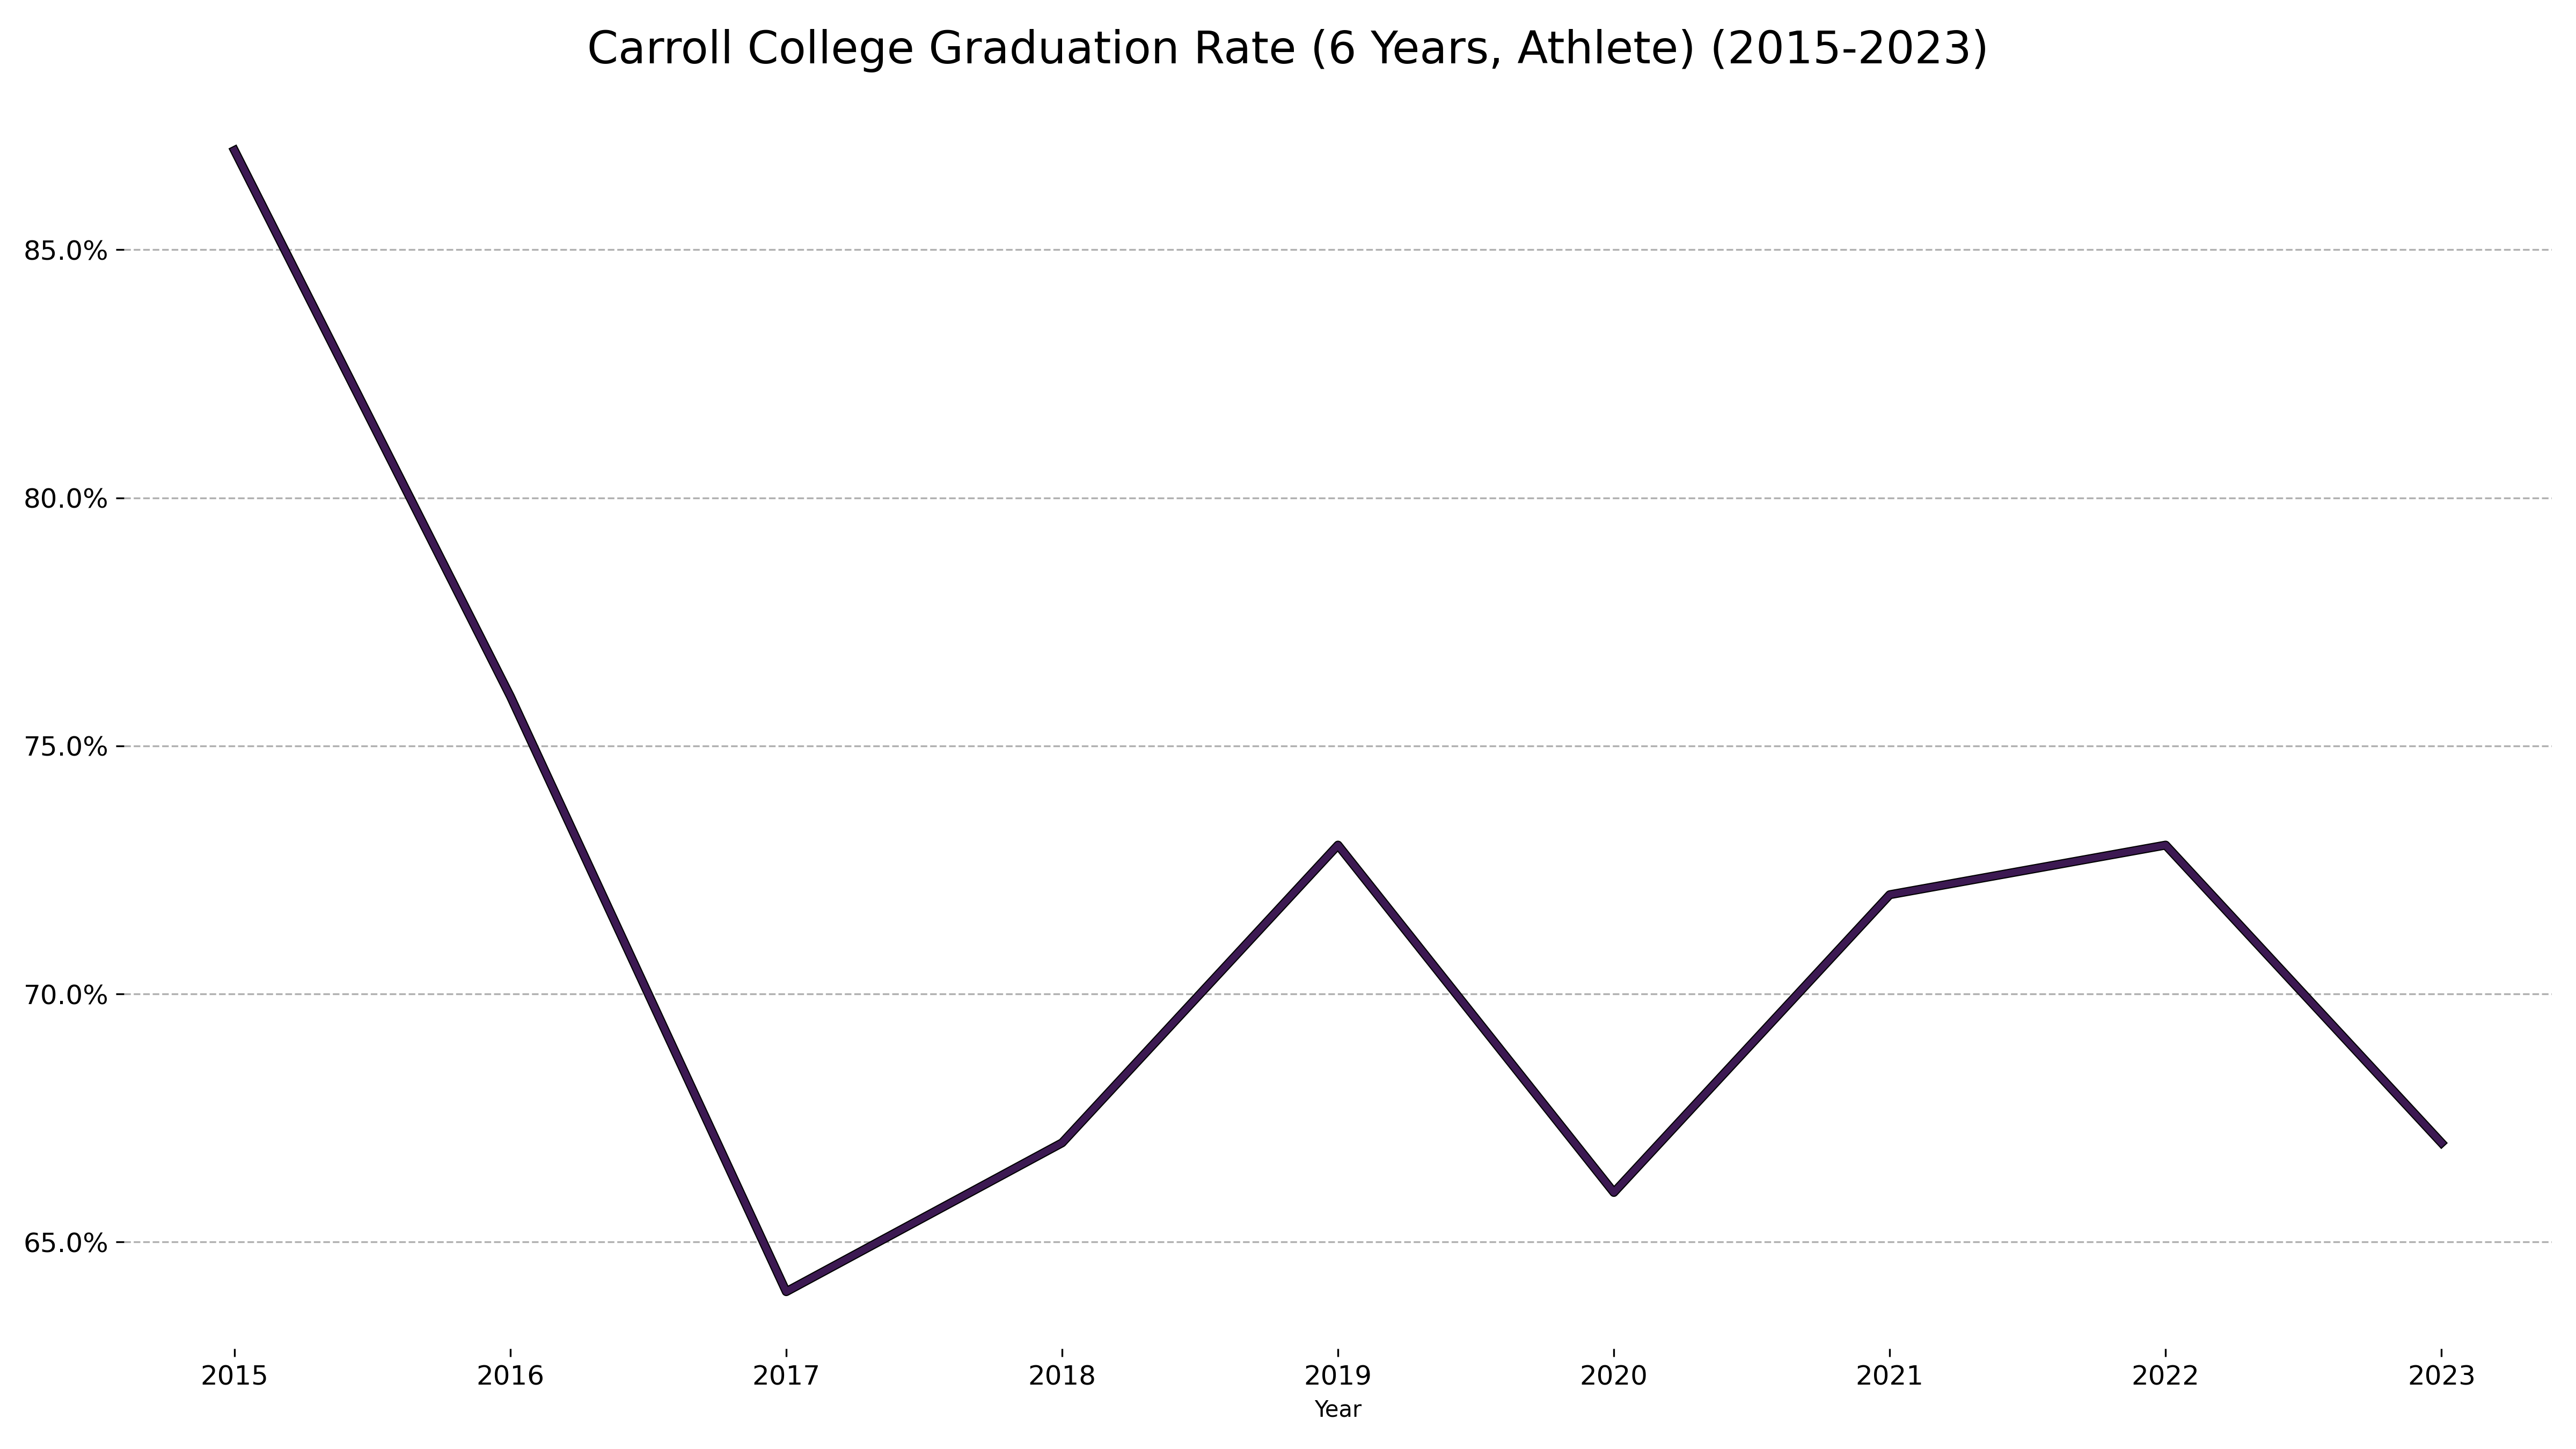 Carroll College Graduation Rate (6 Years, Athlete) (2015-2023)
85.0%
80.0%
75.0%
70.0%
65.0%
2015 2016 2017 2018 2019 2020 2021 2022 2023
Year